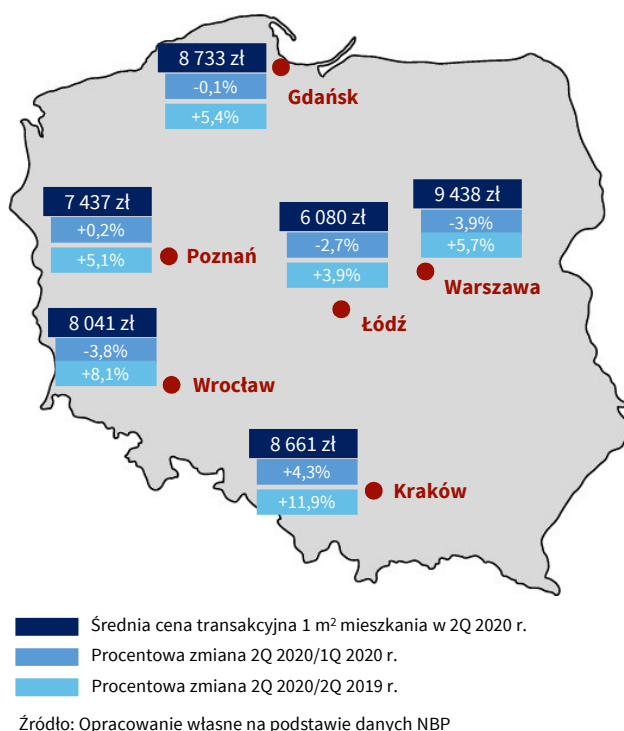 8 733 zł
-0,1%
+5,4%
Gdańsk
7 437 zł
+0,2%
+5,1%
Poznań
6 080 zł
-2,7%
+3,9%
Łódź
9 438 zł
-3,9%
+5,7%
Warszawa
8 041 zł
-3,8%
+8,1%
Wrocław
8 661 zł
+4,3%
+11,9%
Kraków
Średnia cena transakcyjna 1 m² mieszkania w 2Q 2020 r.
Procentowa zmiana 2Q 2020/1Q 2020 r.
Procentowa zmiana 2Q 2020/2Q 2019 r.
Źródło: Opracowanie własne na podstawie danych NBP